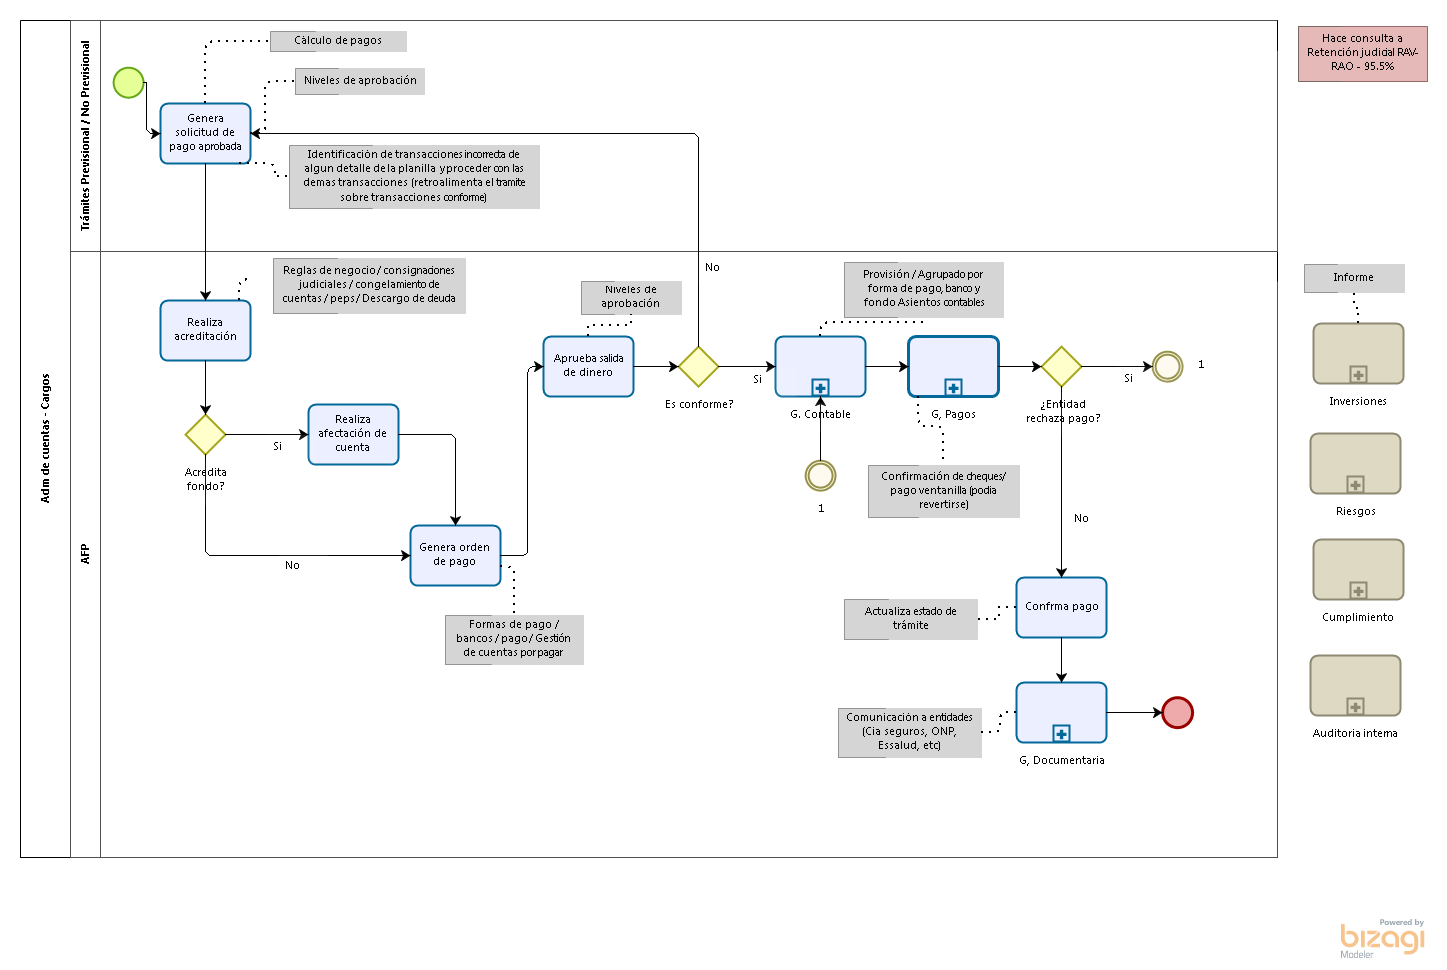 Adm de cuentas - Cargos
Trámites Previsional / No Previsional
Cálculo de pagos
Niveles de aprobación
Genera
solicitud de
pago aprobada
Identificación de transacciones incorrecta de
algun detalle de la planilla y proceder con las
demas transacciones (retroalimenta el tramite
sobre transacciones conforme)
Hace consulta a
Retención judicial RAV-
RAO - 95.5%
AFP
Reglas de negocio / consignaciones
judiciales / congelamiento de
cuentas / peps / Descargo de deuda
Realiza
acreditación
Acredita
fondo?
Si
No
Realiza
afectación de
cuenta
Genera orden
de pago
Formas de pago /
bancos / pago / Gestión
de cuentas por pagar
Niveles de
aprobación
Aprueba salida
de dinero
Es conforme?
No
Si
Provisión / Agrupado por
forma de pago, banco y
fondo Asientos contables
G. Contable
1
G, Pagos
Confirmación de cheques/
pago ventanilla (podia
revertirse)
¿Entidad
rechaza pago?
Si
1
No
Confrma pago
Actualiza estado de
trámite
Comunicación a entidades
(Cia seguros, ONP,
Essalud, etc)
G, Documentaria
Informe
Inversiones
Riesgos
Cumplimiento
Auditoria interna
Powered by
bizagi
Modeler